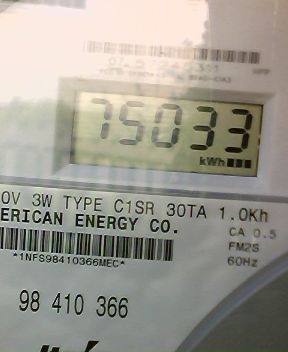 75033
kWh
0V 3W TYPE C1SR 30TA 1.0Kh
ERICAN ENERGY CO.
CA 0.5
FM2S
*1NFS98410366MEC*
60Hz
98 410 366